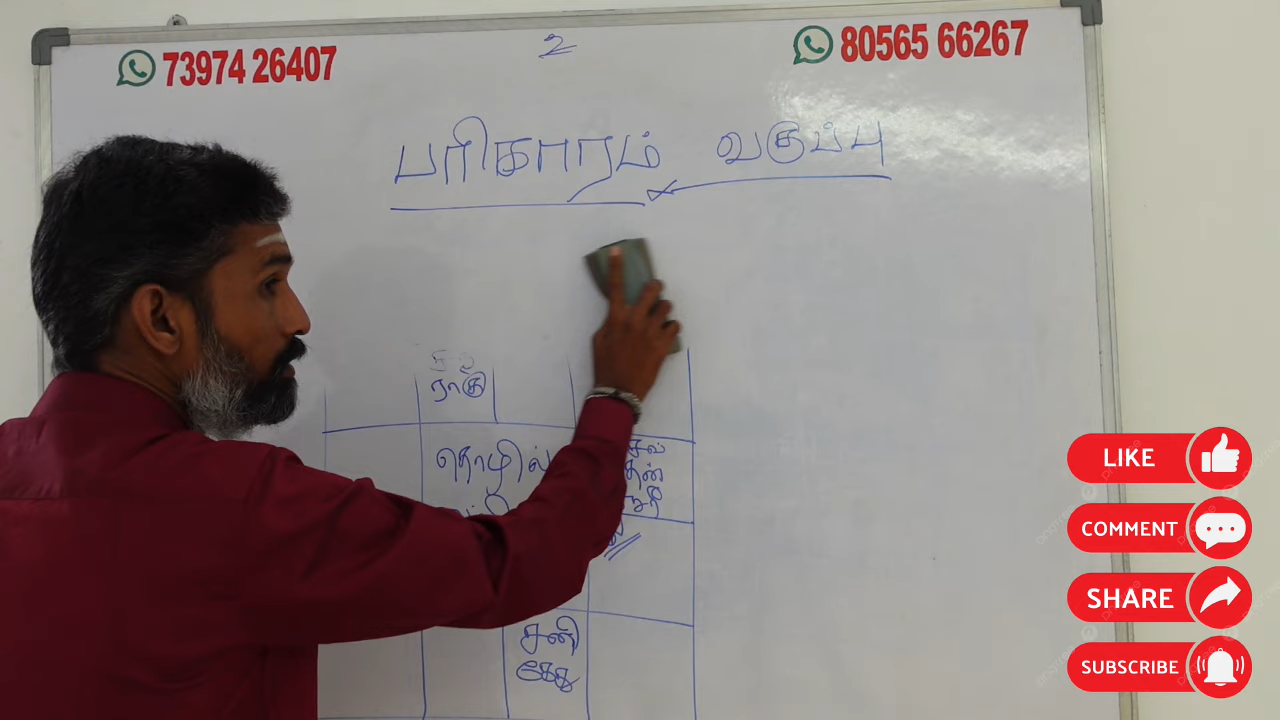 73974 26407
2
80565 66267
பரிகாரம் வகுப்பு
ராகு
தொழில்
சனி
கேது
LIKE
COMMENT
SHARE
SUBSCRIBE